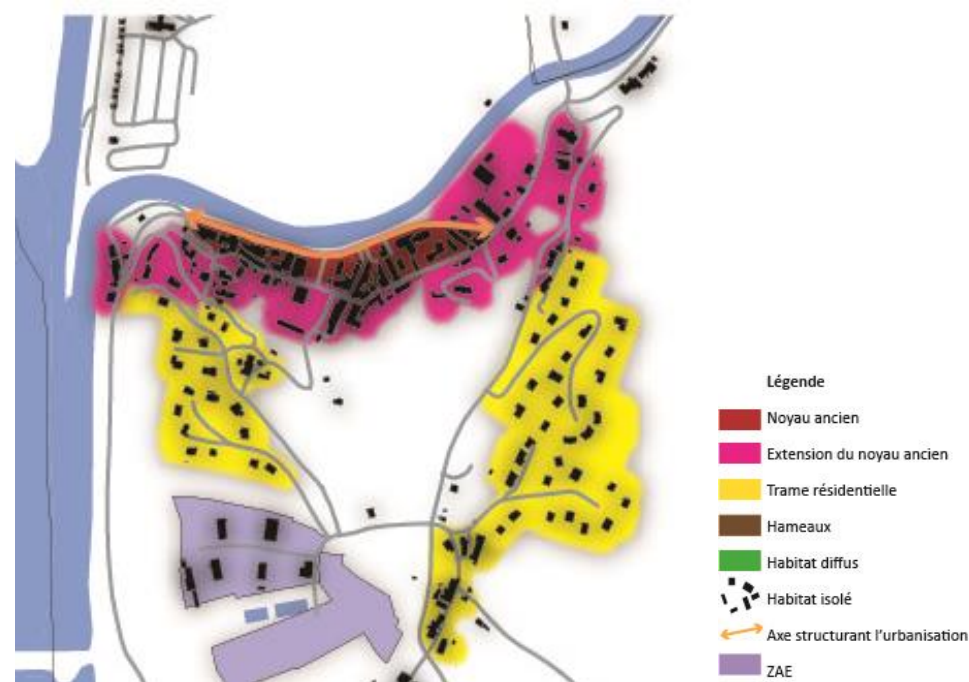 Légende
Noyau ancien
Extension du noyau ancien
Trame résidentielle
Hameaux
Habitat diffus
Habitat isolé
Axe structurant l'urbanisation
ZAE